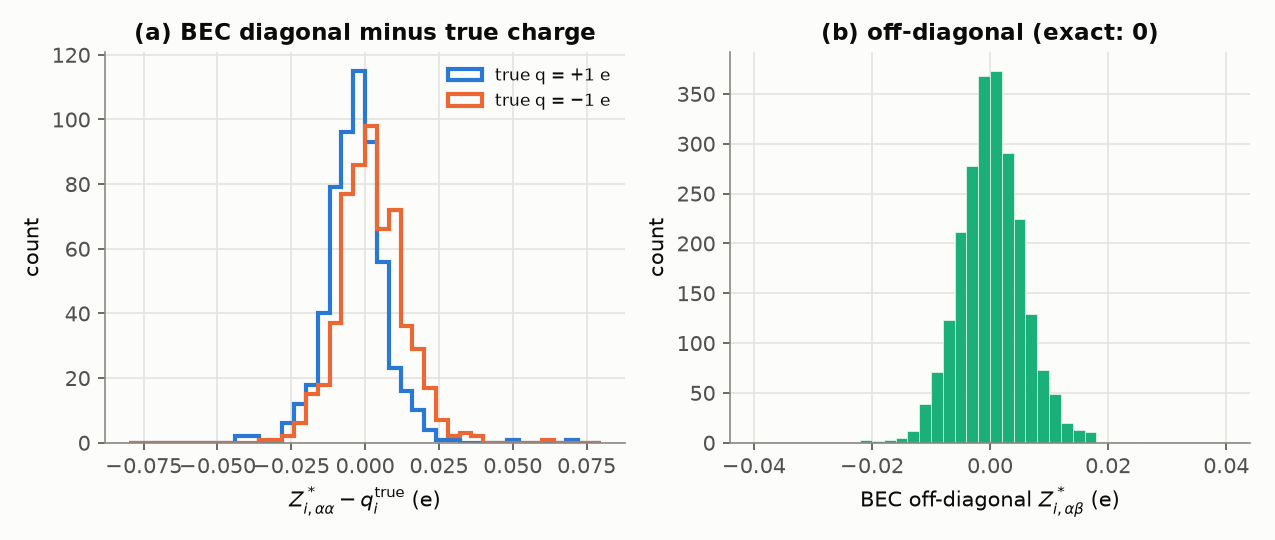 (a) BEC diagonal minus true charge
120
100
80
60
40
20
0
count
true q = +1 e
true q = −1 e
−0.075 −0.050 −0.025 0.000 0.025 0.050 0.075
Z*i,αα − qi^true (e)
(b) off-diagonal (exact: 0)
350
300
250
200
150
100
50
0
count
−0.04 −0.02 0.00 0.02 0.04
BEC off-diagonal Z*i,αβ (e)